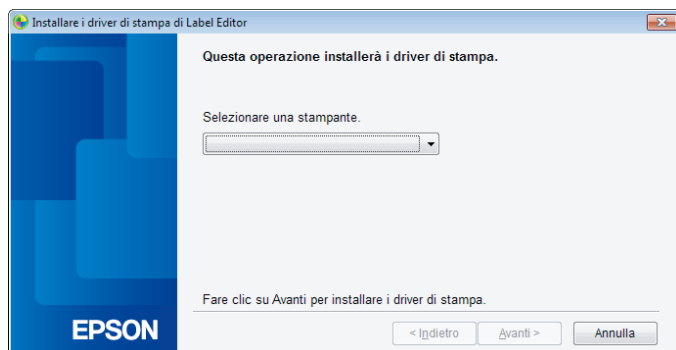 Installare i driver di stampa di Label Editor
Questa operazione installerà i driver di stampa.
Selezionare una stampante.
Fare clic su Avanti per installare i driver di stampa.
EPSON
< Indietro
Avanti >
Annulla